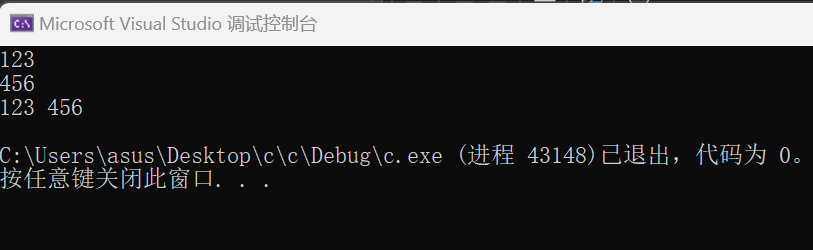 Microsoft Visual Studio 调试控制台
123
456
123 456
C:\Users\asus\Desktop\c\c\Debug\c.exe (进程 43148)已退出，代码为 0。
按任意键关闭此窗口. . .